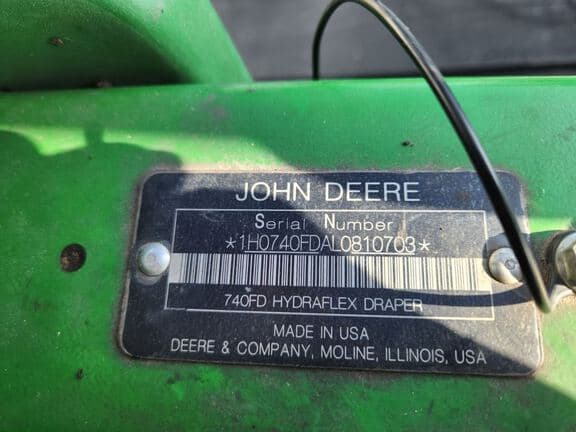 JOHN DEERE
Serial Number
*1H0740FDAL0810703*
740FD HYDRAFLEX DRAPER
MADE IN USA
DEERE & COMPANY, MOLINE, ILLINOIS, USA